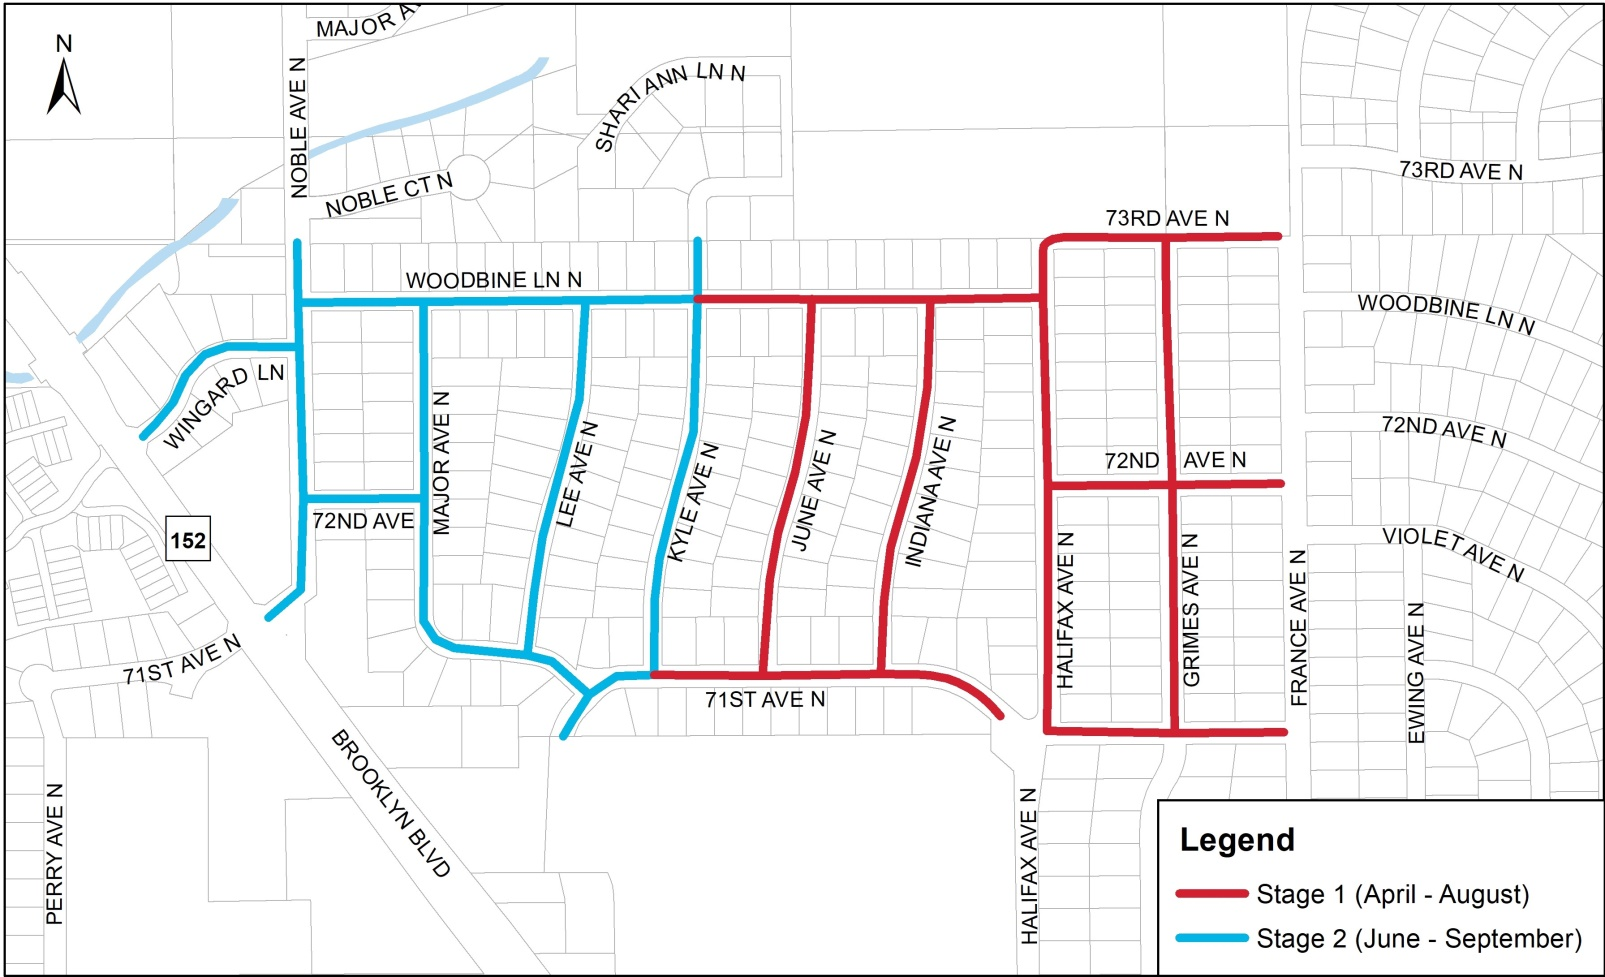 MAJOR AV
N
SHARI ANN LN N
NOBLE AVE N
73RD AVE N
NOBLE CT N
73RD AVE N
WOODBINE LN N
WOODBINE LN N
WINGARD LN
MAJOR AVE N
LEE AVE N
KYLE AVE N
JUNE AVE N
INDIANA AVE N
72ND AVE N
72ND AVE N
72ND AVE
152
VIOLET AVE N
HALIFAX AVE N
GRIMES AVE N
FRANCE AVE N
EWING AVE N
71ST AVE N
71ST AVE N
BROOKLYN BLVD
PERRY AVE N
HALIFAX AVE N
Legend
Stage 1 (April - August)
Stage 2 (June - September)